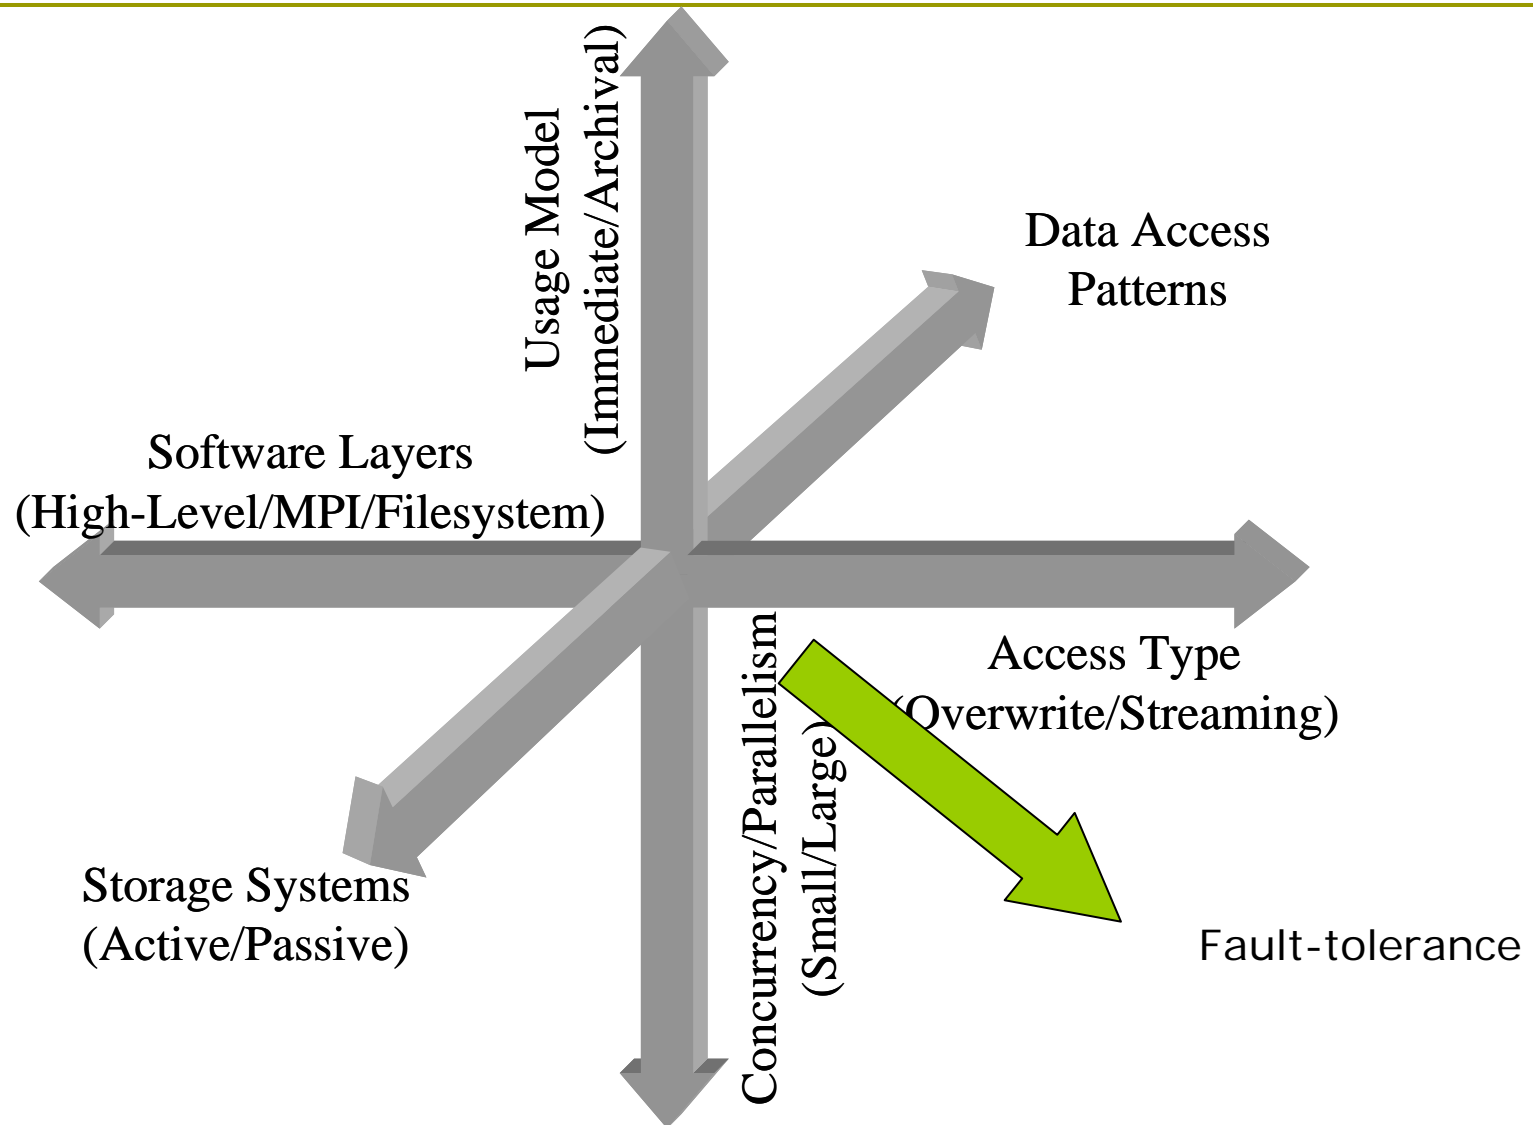 Usage Model
(Immediate/Archival)
Data Access
Patterns
Software Layers
(High-Level/MPI/Filesystem)
Access Type
(Overwrite/Streaming)
Concurrency/Parallelism
(Small/Large)
Storage Systems
(Active/Passive)
Fault-tolerance